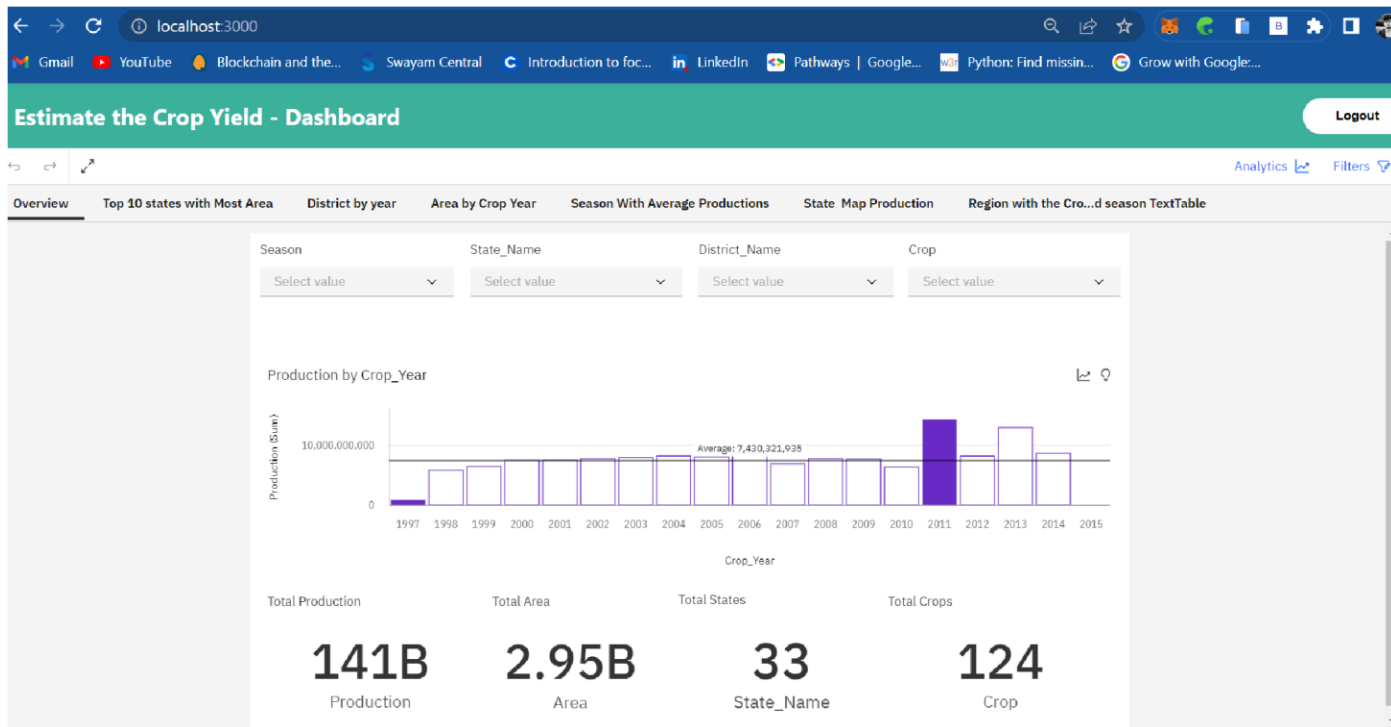 localhost:3000
Gmail YouTube Blockchain and the... Swayam Central Introduction to foc... LinkedIn Pathways | Google... Python: Find missin... Grow with Google:...
Estimate the Crop Yield - Dashboard Logout
Analytics Filters
Overview Top 10 states with Most Area District by year Area by Crop Year Season With Average Productions State Map Production Region with the Cro...d season TextTable
Season State_Name District_Name Crop
Select value Select value Select value Select value
Production by Crop_Year
Production (Sum)
10,000,000,000
Average: 7,430,321,935
0
1997 1998 1999 2000 2001 2002 2003 2004 2005 2006 2007 2008 2009 2010 2011 2012 2013 2014 2015
Crop_Year
Total Production Total Area Total States Total Crops
141B 2.95B 33 124
Production Area State_Name Crop